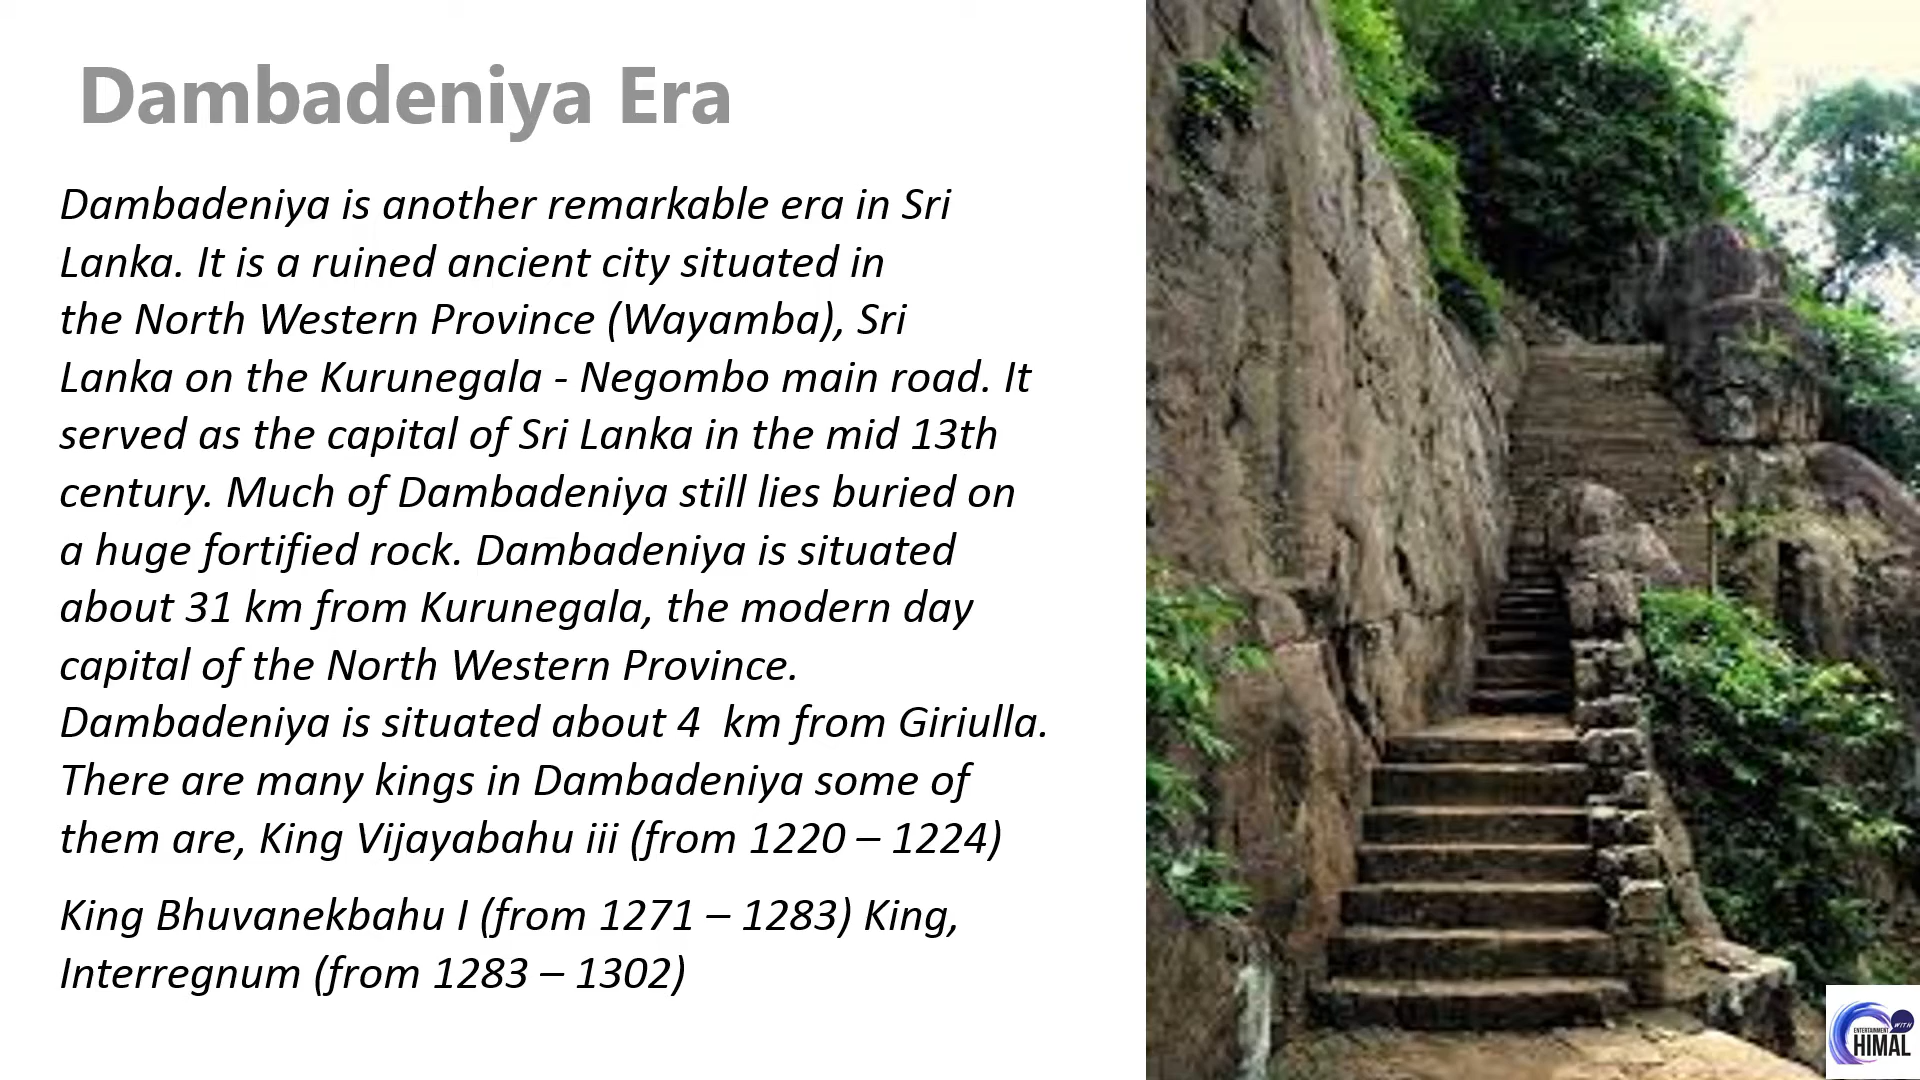 Dambadeniya Era
Dambadeniya is another remarkable era in Sri
Lanka. It is a ruined ancient city situated in
the North Western Province (Wayamba), Sri
Lanka on the Kurunegala - Negombo main road. It
served as the capital of Sri Lanka in the mid 13th
century. Much of Dambadeniya still lies buried on
a huge fortified rock. Dambadeniya is situated
about 31 km from Kurunegala, the modern day
capital of the North Western Province.
Dambadeniya is situated about 4  km from Giriulla.
There are many kings in Dambadeniya some of
them are, King Vijayabahu iii (from 1220 – 1224)
King Bhuvanekbahu I (from 1271 – 1283) King,
Interregnum (from 1283 – 1302)
ENTERTAINMENT WITH
HIMAL